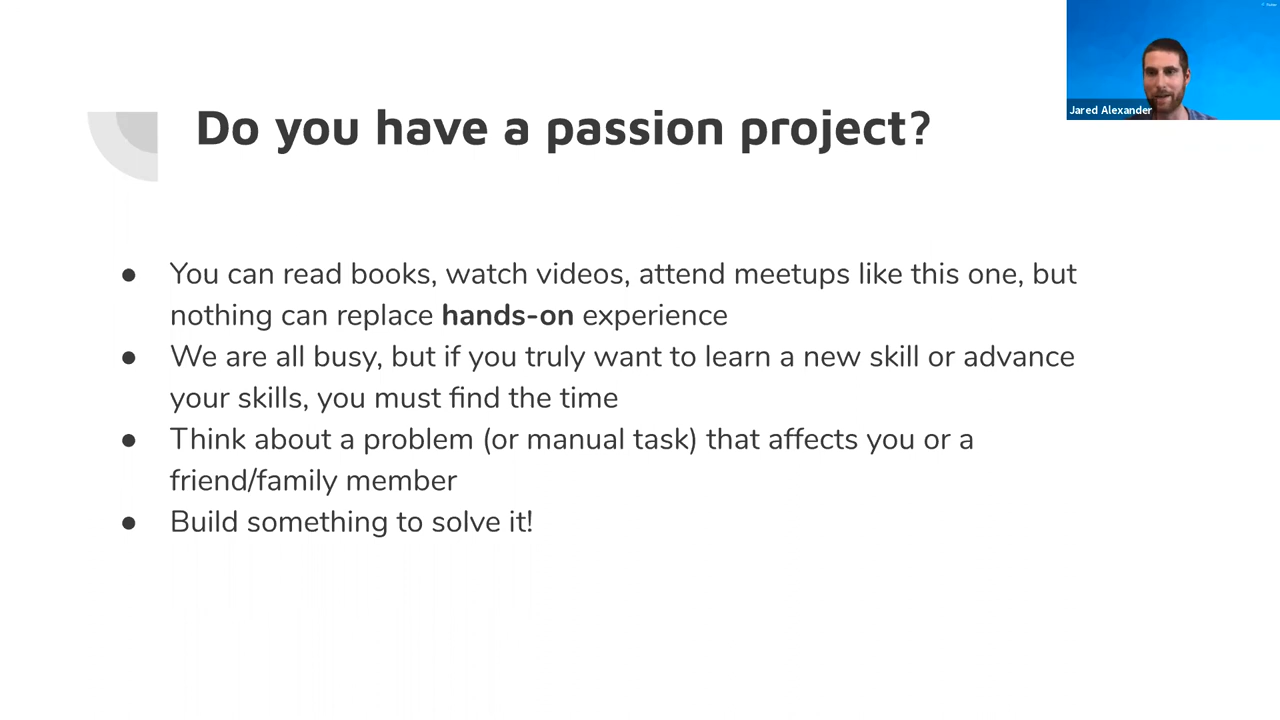 Do you have a passion project?
Jared Alexander
● You can read books, watch videos, attend meetups like this one, but
nothing can replace hands-on experience
● We are all busy, but if you truly want to learn a new skill or advance
your skills, you must find the time
● Think about a problem (or manual task) that affects you or a
friend/family member
● Build something to solve it!